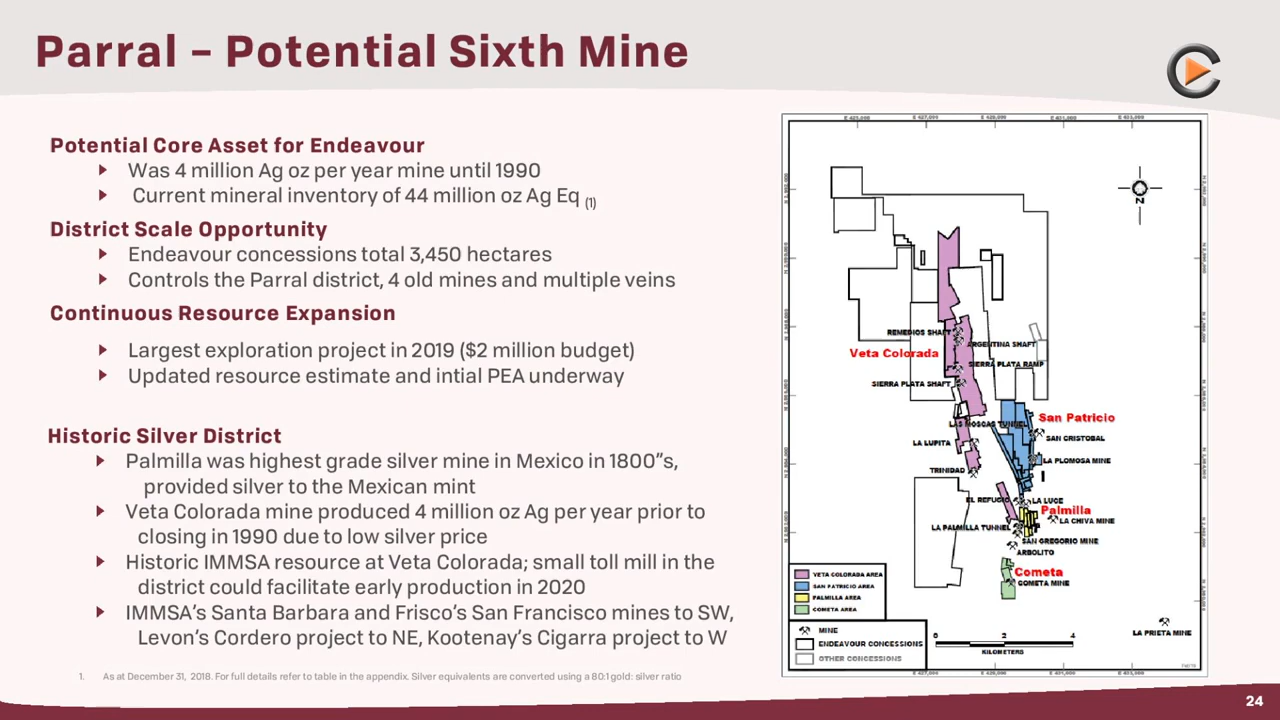 Parral – Potential Sixth Mine
Potential Core Asset for Endeavour
Was 4 million Ag oz per year mine until 1990
Current mineral inventory of 44 million oz Ag Eq (1)
District Scale Opportunity
Endeavour concessions total 3,450 hectares
Controls the Parral district, 4 old mines and multiple veins
Continuous Resource Expansion
Largest exploration project in 2019 ($2 million budget)
Updated resource estimate and intial PEA underway
Historic Silver District
Palmilla was highest grade silver mine in Mexico in 1800"s,
provided silver to the Mexican mint
Veta Colorada mine produced 4 million oz Ag per year prior to
closing in 1990 due to low silver price
Historic IMMSA resource at Veta Colorada; small toll mill in the
district could facilitate early production in 2020
IMMSA's Santa Barbara and Frisco's San Francisco mines to SW,
Levon's Cordero project to NE, Kootenay's Cigarra project to W
1. As at December 31, 2018. For full details refer to table in the appendix. Silver equivalents are converted using a 80:1 gold: silver ratio
N
REMEDIOS SHAFT
ARGENTINA SHAFT
Veta Colorada
SIERRA PLATA RAMP
SIERRA PLATA SHAFT
San Patricio
LAS MOSCAS TUNNEL
SAN CRISTOBAL
LA LUPITA
LA PLOMOSA MINE
TRINIDAD
EL REFUGIO
LA LUCE
Palmilla
LA CHIVA MINE
LA PALMILLA TUNNEL
SAN GREGORIO MINE
ARBOLITO
Cometa
COMETA MINE
LA PRIETA MINE
VETA COLORADA AREA
SAN PATRICIO AREA
PALMILLA AREA
COMETA AREA
MINE
ENDEAVOUR CONCESSIONS
OTHER CONCESSIONS
0 2 4
KILOMETERS
24